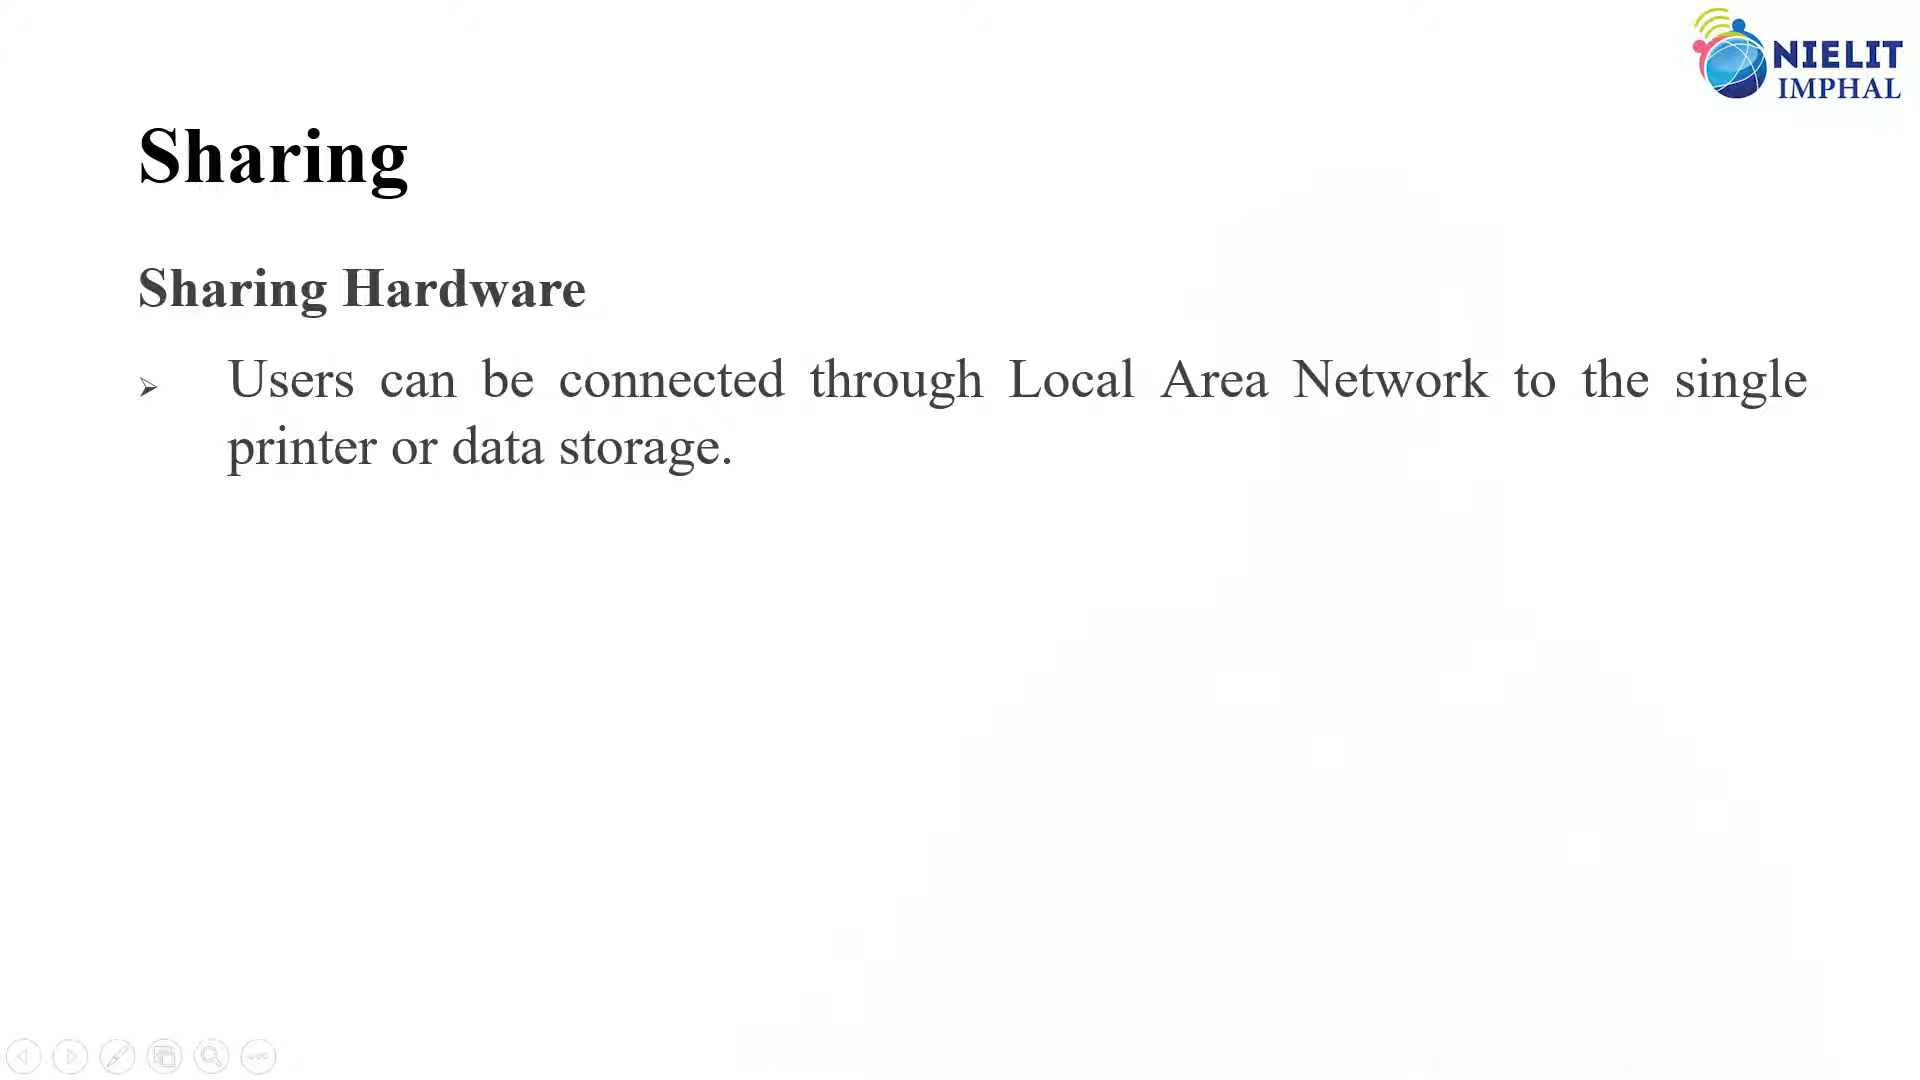 NIELIT
IMPHAL
Sharing
Sharing Hardware
➢ Users can be connected through Local Area Network to the single
printer or data storage.